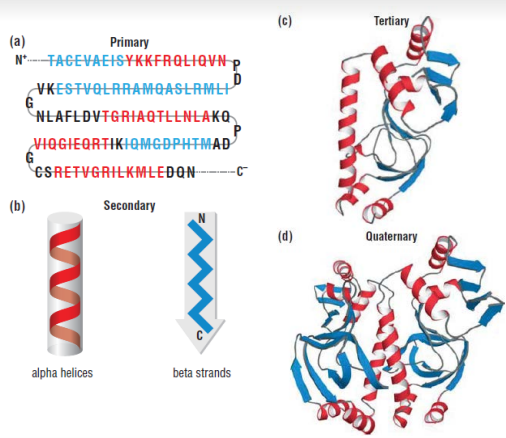 (a)
Primary
N+
TACEVAEISYKKFRQLIQVN
P
D
VKESTVQLRRAMQASLRMLI
G
NLAFLDVTGRIAQTLLNLAKQ
P
VIQGIEQRTIKIQMGDPHTMAD
G
CSRETVGRILKMLEDQN
C-
(b)
Secondary
N
C
alpha helices
beta strands
(c)
Tertiary
(d)
Quaternary